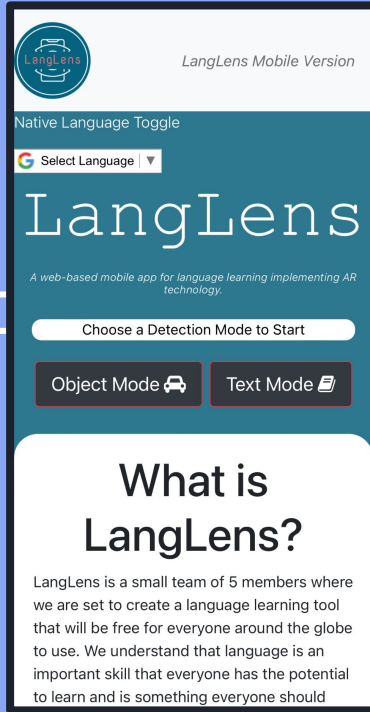 LangLens
LangLens Mobile Version
Native Language Toggle
Select Language ▼
LangLens
A web-based mobile app for language learning implementing AR
technology.
Choose a Detection Mode to Start
Object Mode
Text Mode
What is
LangLens?
LangLens is a small team of 5 members where
we are set to create a language learning tool
that will be free for everyone around the globe
to use. We understand that language is an
important skill that everyone has the potential
to learn and is something everyone should